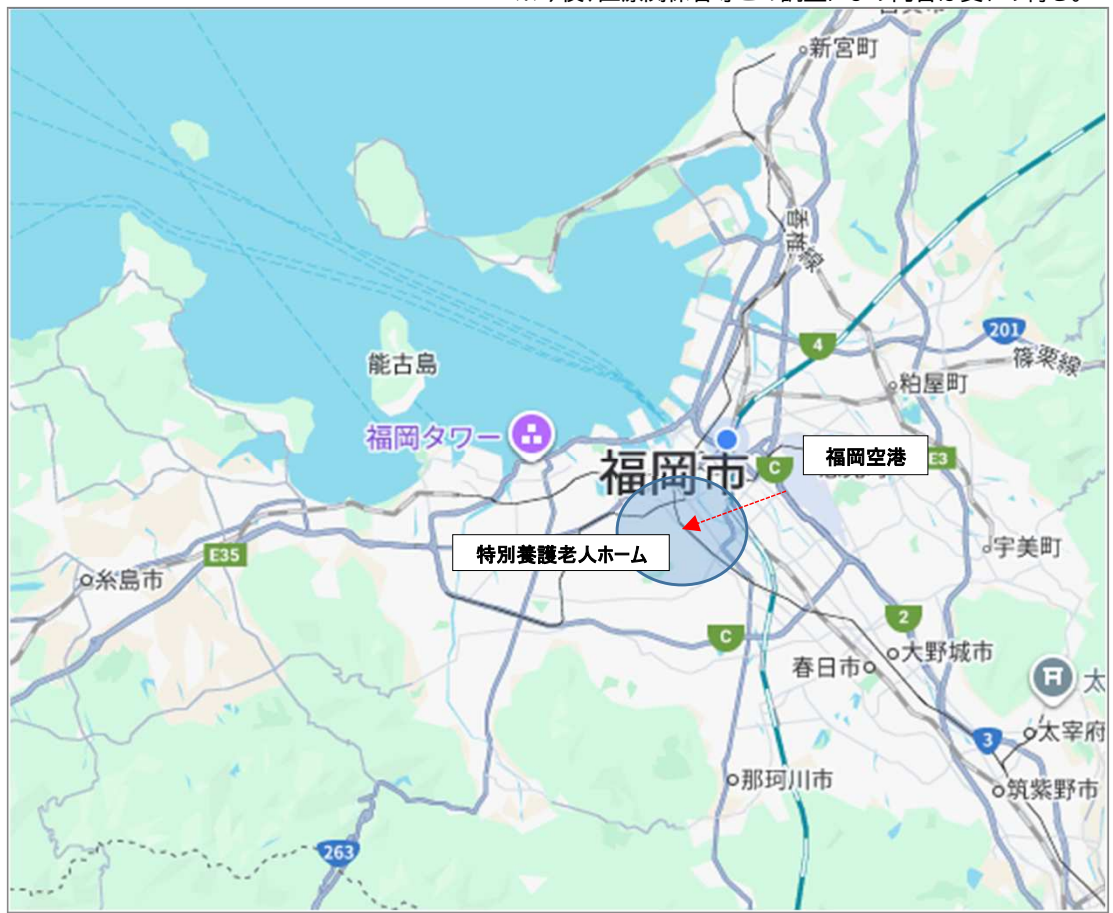 新宮町
香椎線
201
篠栗線
4
粕屋町
能古島
福岡タワー
福岡市
C
福岡空港
E3
特別養護老人ホーム
宇美町
E35
糸島市
2
C
大野城市
春日市
太
3
太宰府
那珂川市
筑紫野市
263